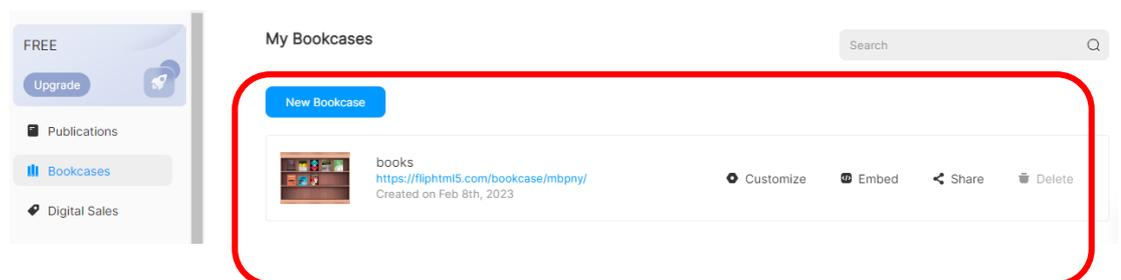 FREE
Upgrade
Publications
Bookcases
Digital Sales
My Bookcases
Search
New Bookcase
books
https://fliphtml5.com/bookcase/mbpny/
Created on Feb 8th, 2023
Customize Embed Share Delete